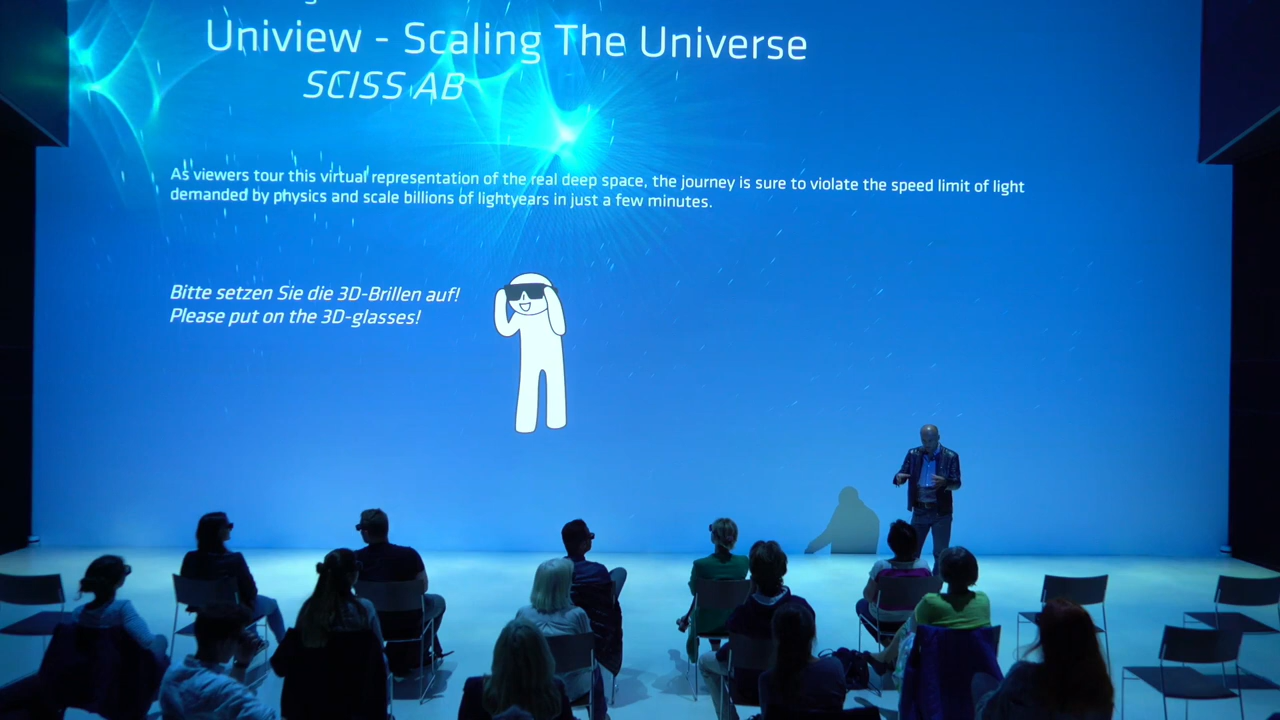 Uniview - Scaling The Universe
SCISS AB
As viewers tour this virtual representation of the real deep space, the journey is sure to violate the speed limit of light
demanded by physics and scale billions of lightyears in just a few minutes.
Bitte setzen Sie die 3D-Brillen auf!
Please put on the 3D-glasses!